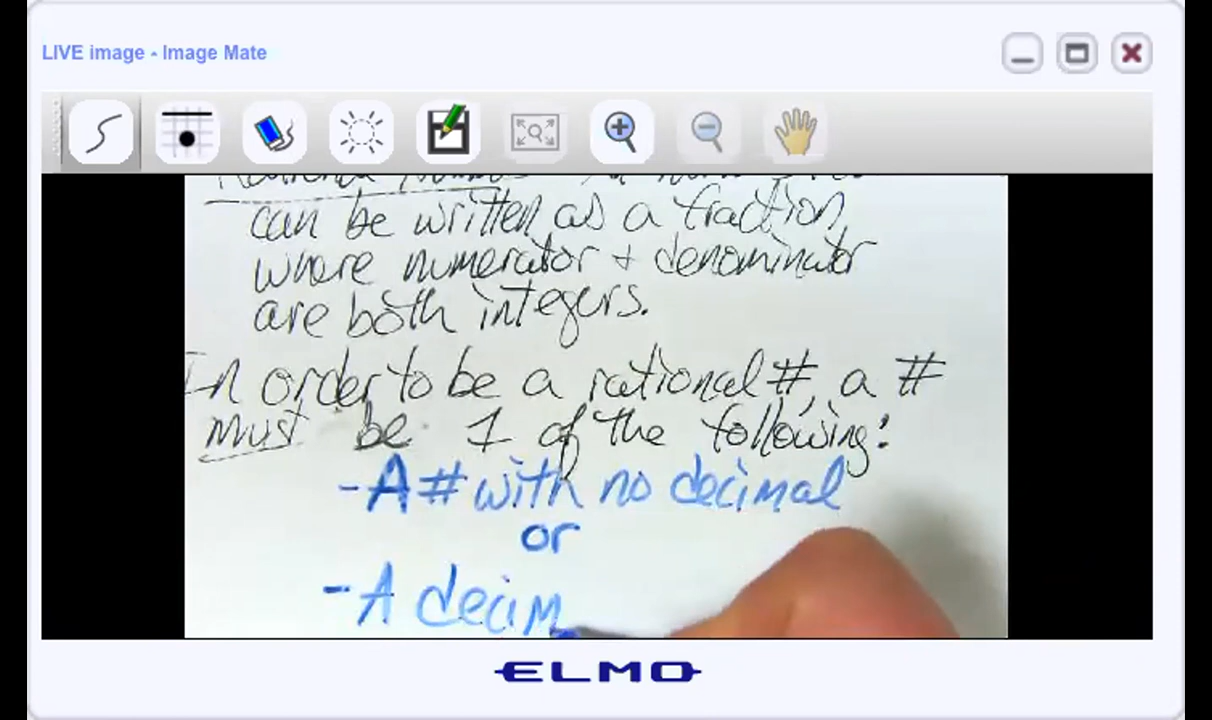 LIVE image - Image Mate
can be written as a fraction,
where numerator + denominator
are both integers.
In order to be a rational #, a #
must be 1 of the following:
-A # with no decimal
or
-A decim
ELMO